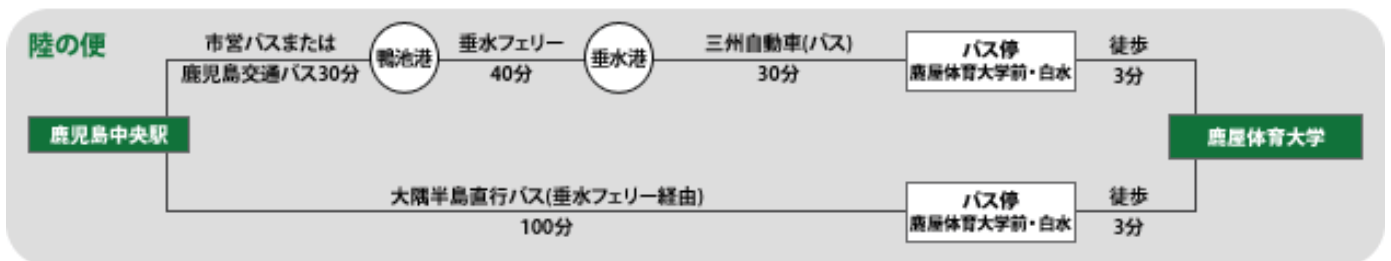 陸の便
市営バスまたは
鹿児島交通バス30分
鴨池港
垂水フェリー
40分
垂水港
三州自動車(バス)
30分
バス停
鹿屋体育大学前・白水
徒歩
3分
鹿児島中央駅
鹿屋体育大学
大隅半島直行バス(垂水フェリー経由)
100分
バス停
鹿屋体育大学前・白水
徒歩
3分